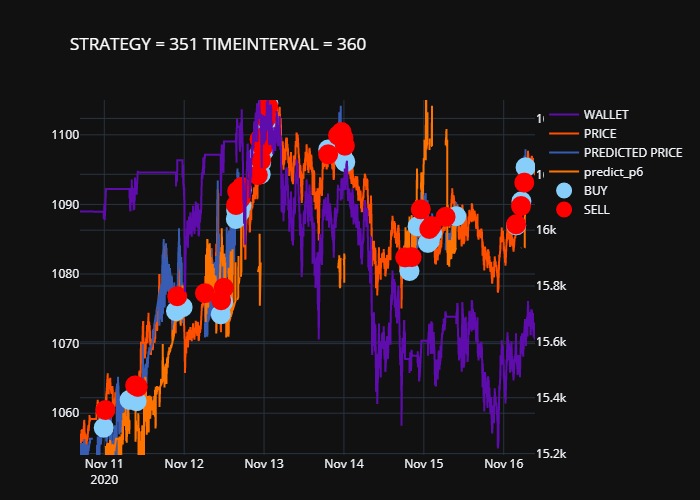 STRATEGY = 351 TIMEINTERVAL = 360
1100
1090
1080
1070
1060
16k
15.8k
15.6k
15.4k
15.2k
Nov 11
2020
Nov 12
Nov 13
Nov 14
Nov 15
Nov 16
WALLET
PRICE
PREDICTED PRICE
predict_p6
BUY
SELL